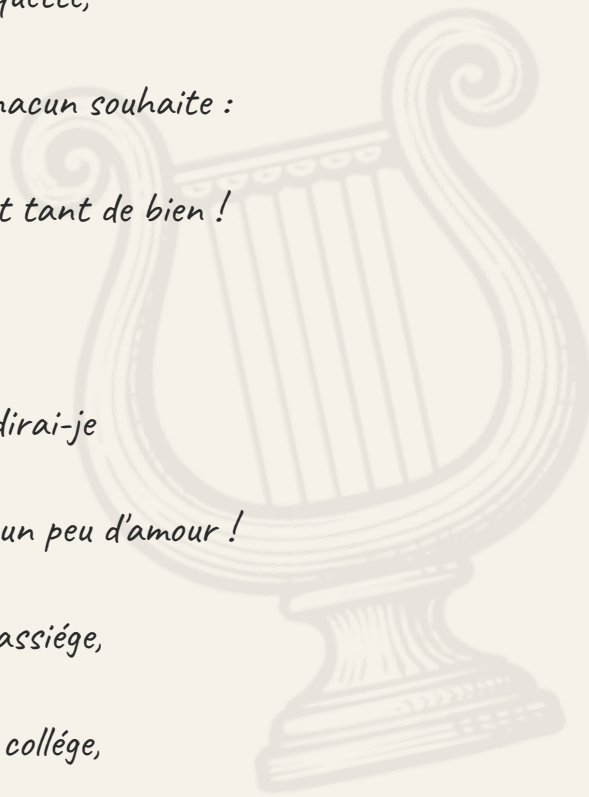 quette,
hacun souhaite :
t tant de bien !
dirai-je
un peu d'amour !
assiége,
collége,